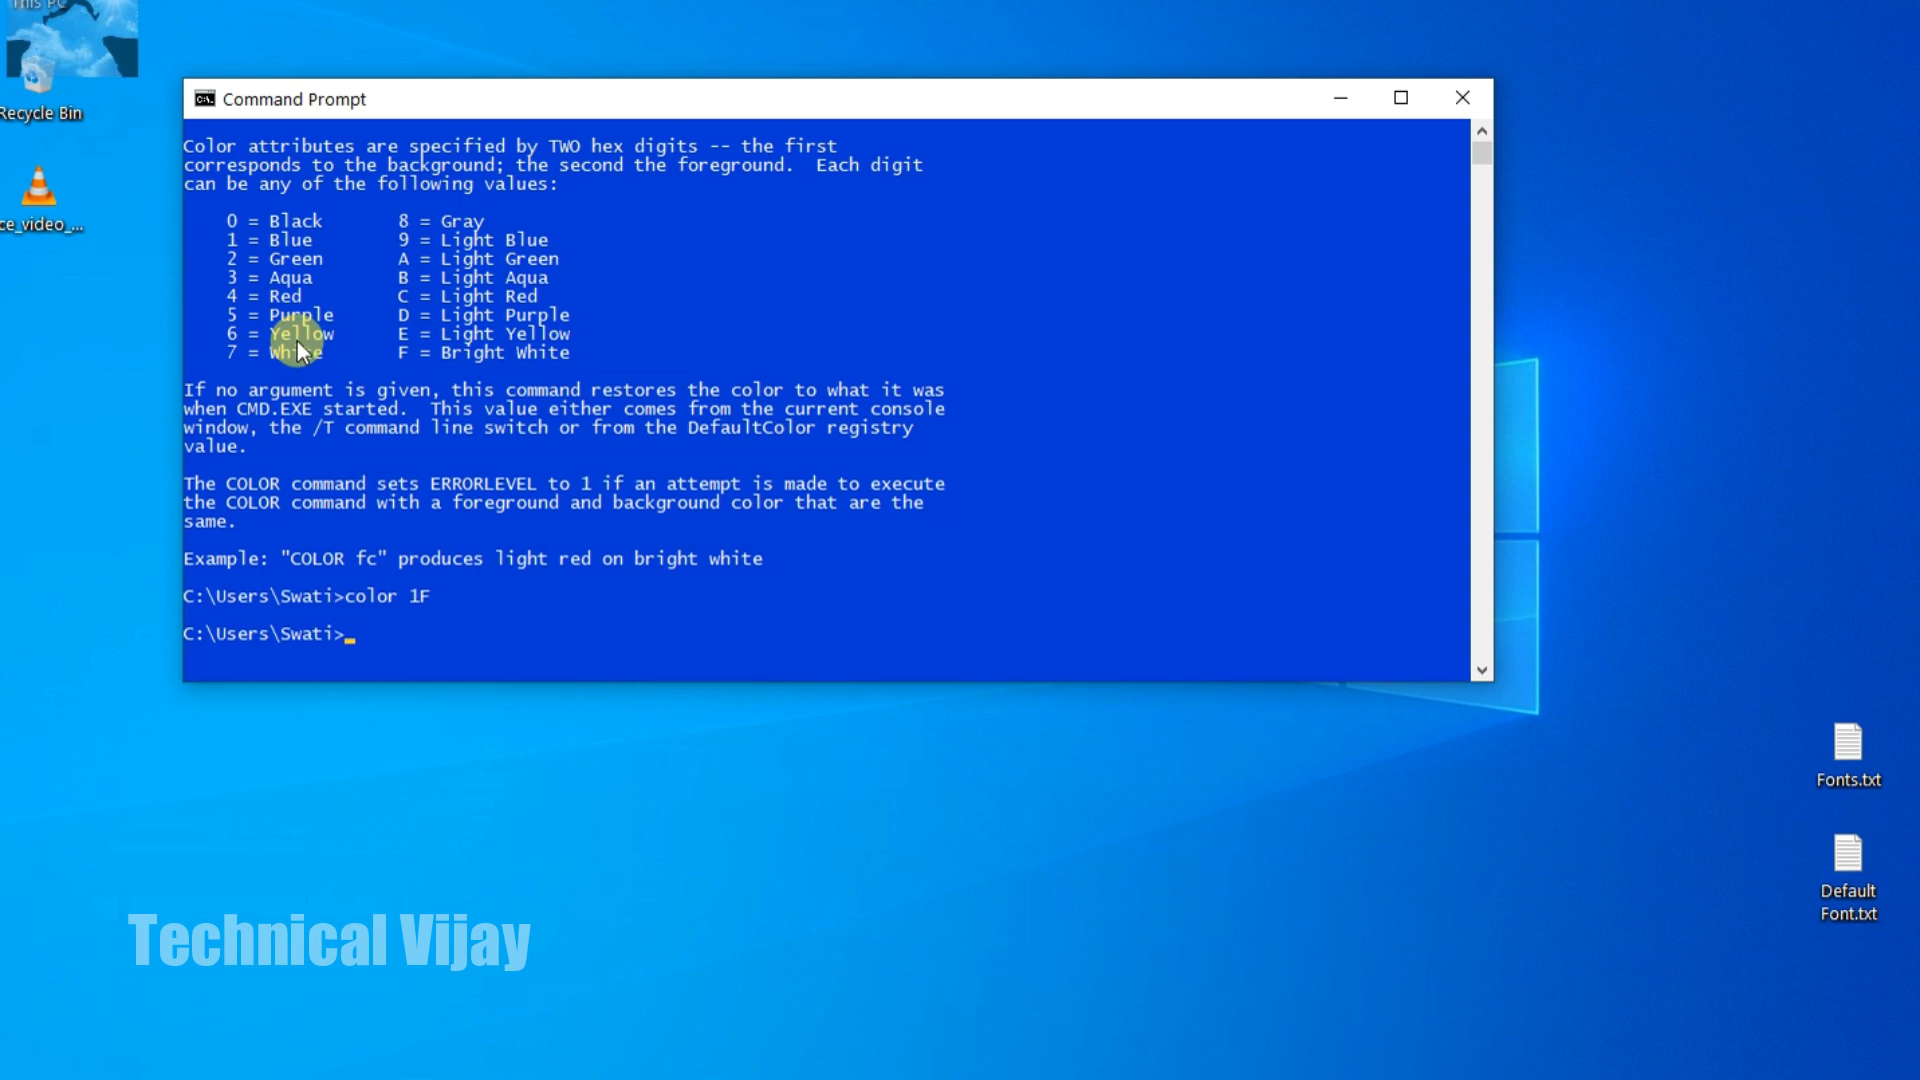 This PC
Recycle Bin
ce_video_...
Command Prompt
Color attributes are specified by TWO hex digits -- the first
corresponds to the background; the second the foreground.  Each digit
can be any of the following values:
0 = Black       8 = Gray
1 = Blue        9 = Light Blue
2 = Green       A = Light Green
3 = Aqua        B = Light Aqua
4 = Red         C = Light Red
5 = Purple      D = Light Purple
6 = Yellow      E = Light Yellow
7 = White       F = Bright White
If no argument is given, this command restores the color to what it was
when CMD.EXE started.  This value either comes from the current console
window, the /T command line switch or from the DefaultColor registry
value.
The COLOR command sets ERRORLEVEL to 1 if an attempt is made to execute
the COLOR command with a foreground and background color that are the
same.
Example: "COLOR fc" produces light red on bright white
C:\Users\Swati>color 1F
C:\Users\Swati>
Fonts.txt
Default
Font.txt
Technical Vijay